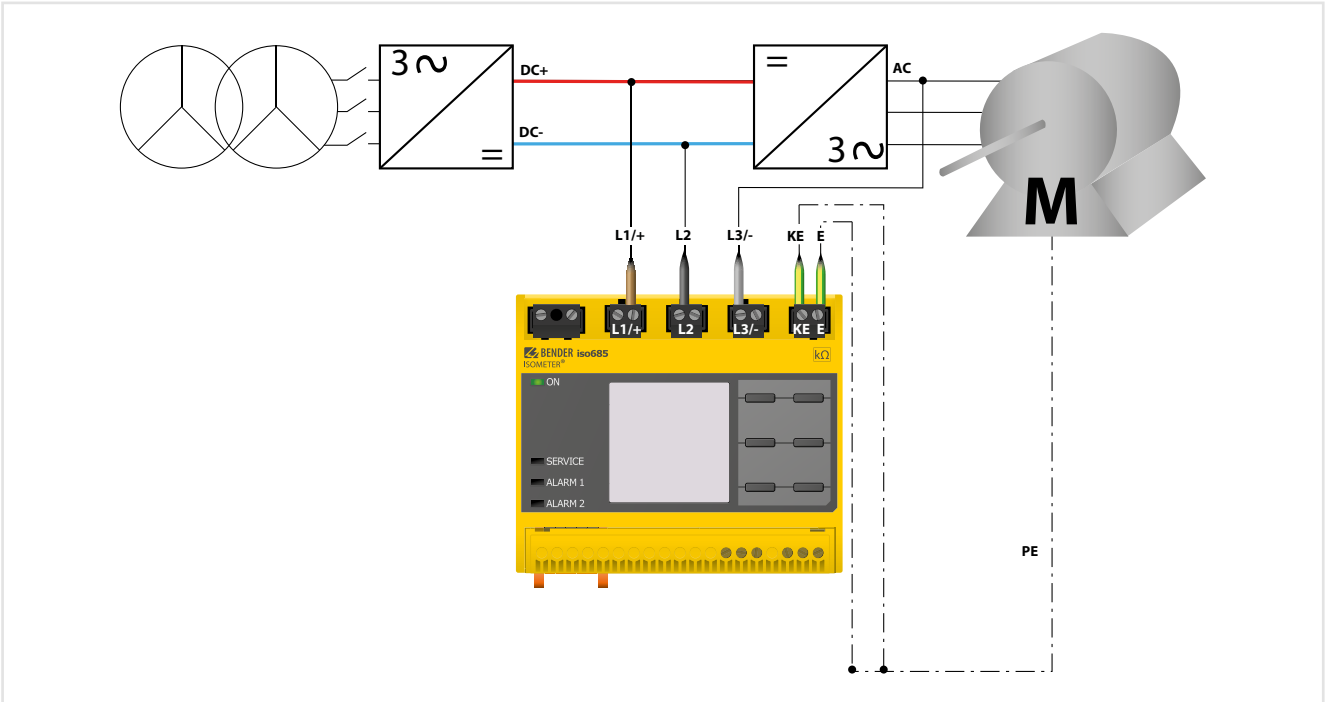 3∿
DC+
=
AC
DC-
=
3∿
M
L1/+
L2
L3/-
KE
E
L1/+
L2
L3/-
KE E
BENDER iso685
ISOMETER®
kΩ
ON
SERVICE
ALARM 1
ALARM 2
PE